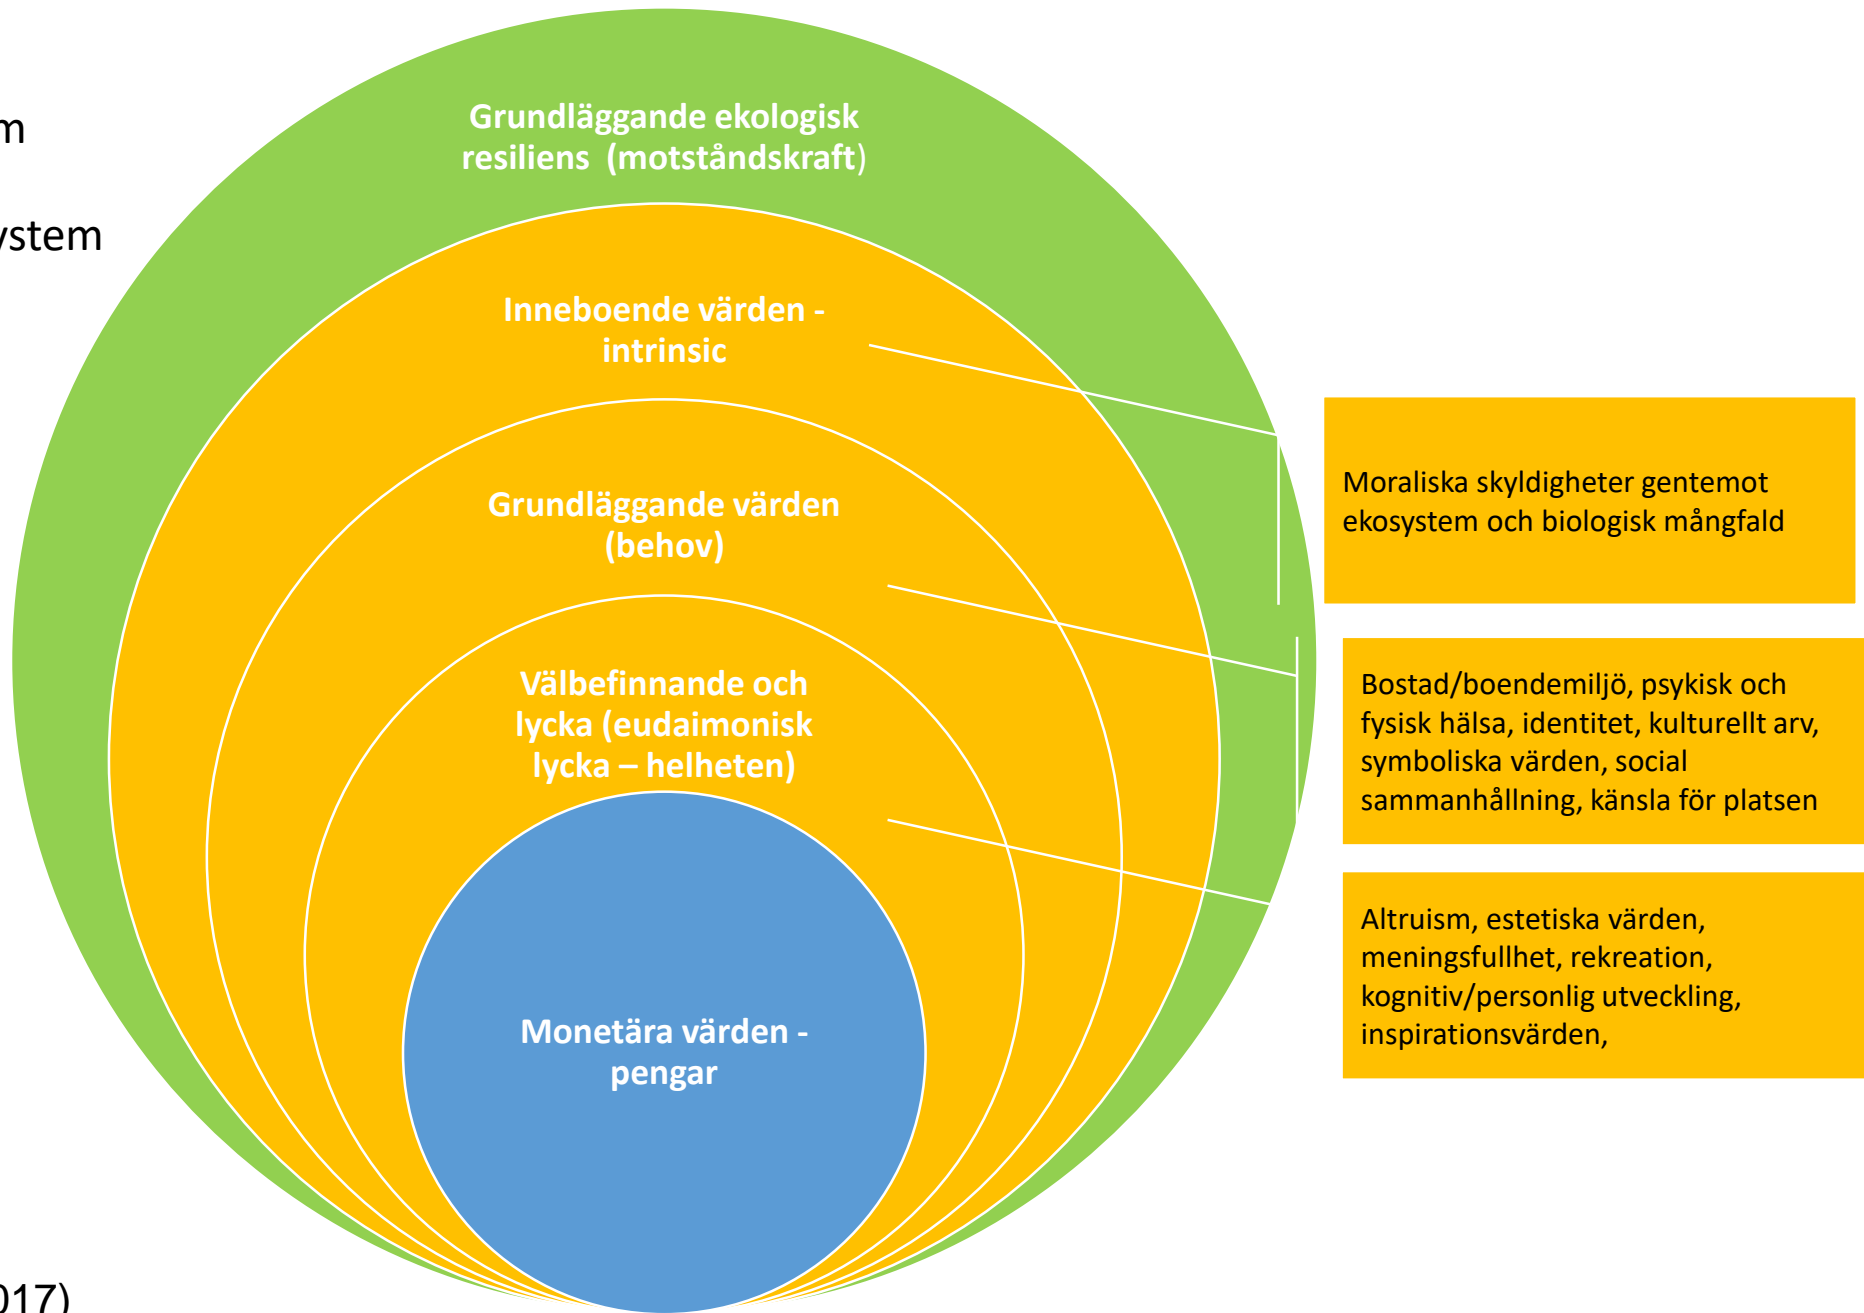 Grundläggande ekologisk
resiliens (motståndskraft)
Inneboende värden -
intrinsic
Grundläggande värden
(behov)
Välbefinnande och
lycka (eudaimonisk
lycka – helheten)
Monetära värden -
pengar
Moraliska skyldigheter gentemot
ekosystem och biologisk mångfald
Bostad/boendemiljö, psykisk och
fysisk hälsa, identitet, kulturellt arv,
symboliska värden, social
sammanhållning, känsla för platsen
Altruism, estetiska värden,
meningsfullhet, rekreation,
kognitiv/personlig utveckling,
inspirationsvärden,